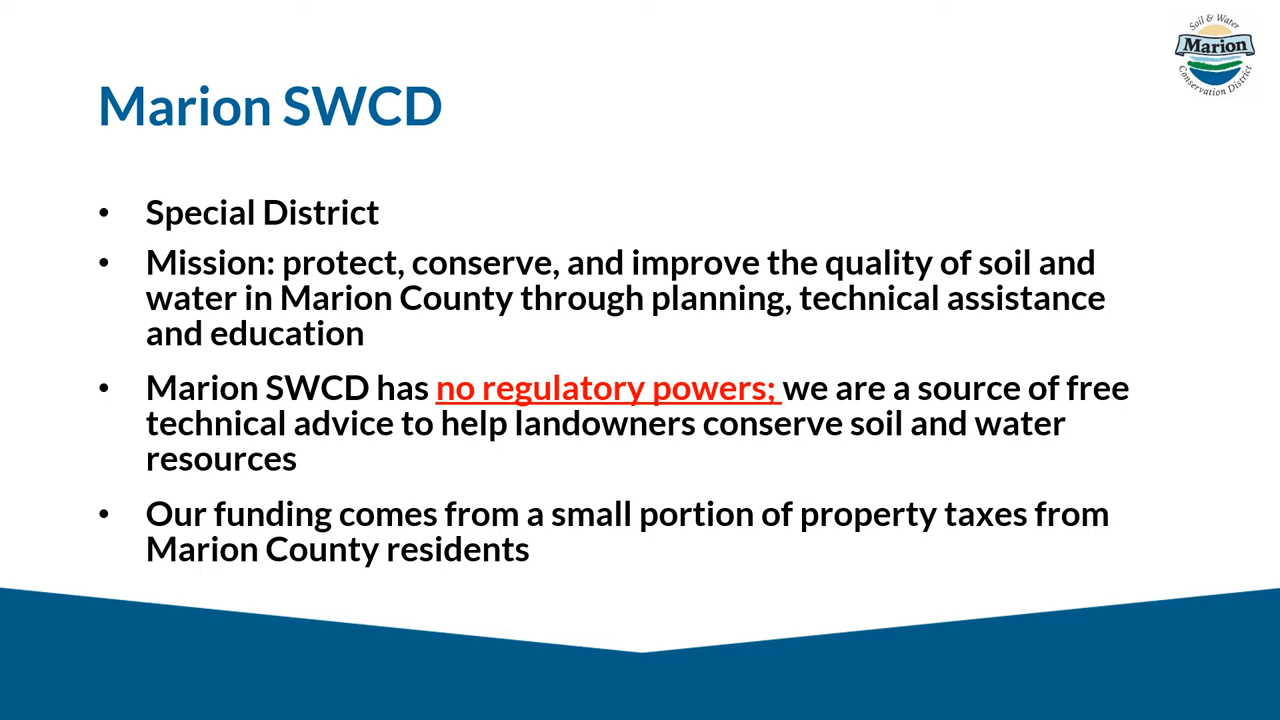 Soil & Water
Marion
Conservation District
Marion SWCD
• Special District
• Mission: protect, conserve, and improve the quality of soil and
water in Marion County through planning, technical assistance
and education
• Marion SWCD has no regulatory powers; we are a source of free
technical advice to help landowners conserve soil and water
resources
• Our funding comes from a small portion of property taxes from
Marion County residents